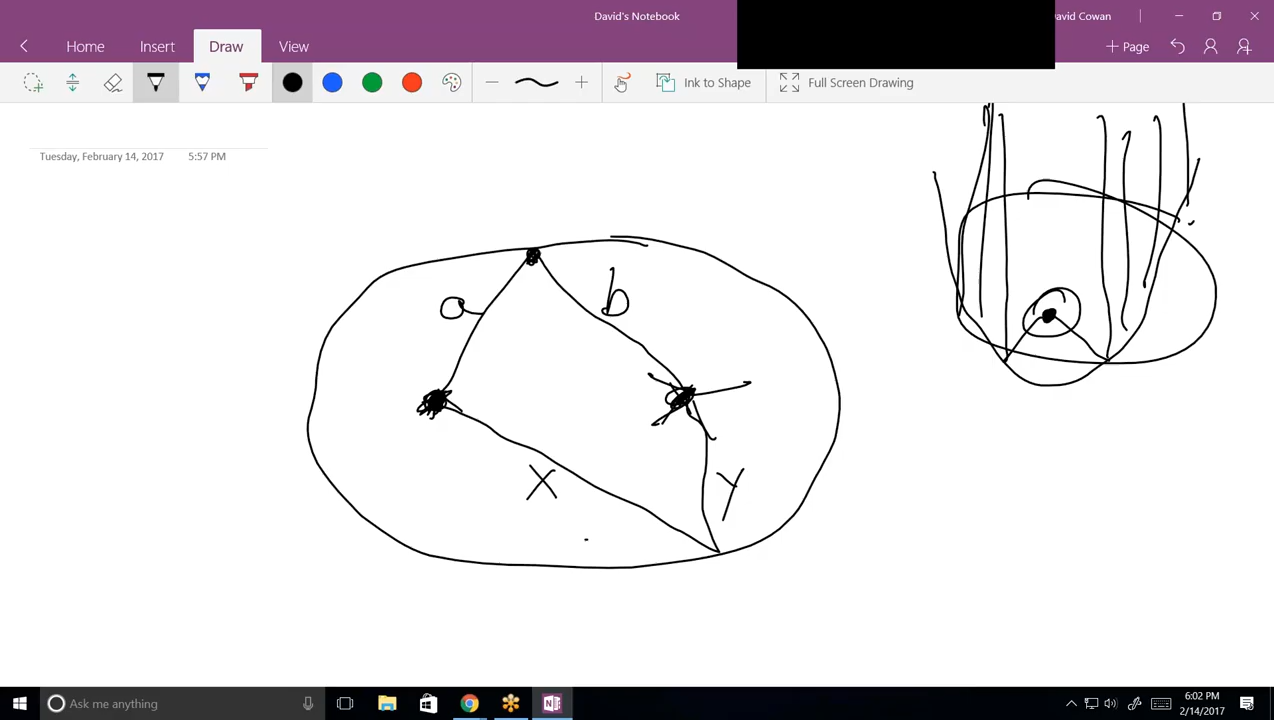 David's Notebook
David Cowan
Home
Insert
Draw
View
Page
Ink to Shape
Full Screen Drawing
Tuesday, February 14, 2017 5:57 PM
a
b
X
Y
Ask me anything
6:02 PM
2/14/2017